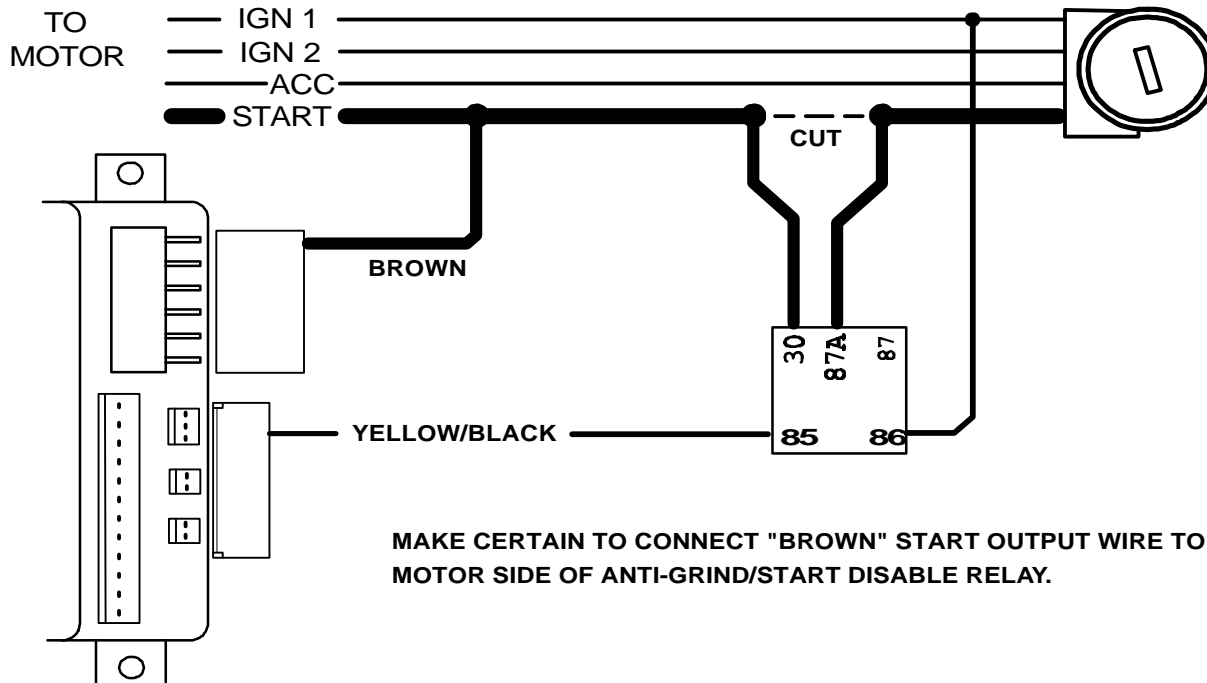 TO
MOTOR
IGN 1
IGN 2
ACC
START
CUT
BROWN
30
87A
87
YELLOW/BLACK
85
86
MAKE CERTAIN TO CONNECT "BROWN" START OUTPUT WIRE TO
MOTOR SIDE OF ANTI-GRIND/START DISABLE RELAY.